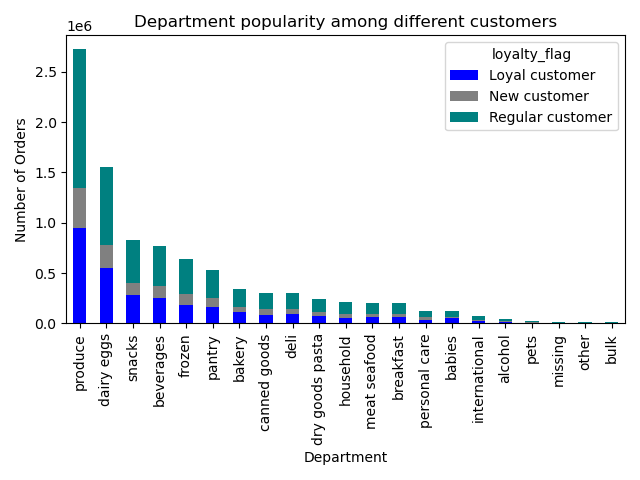 Department popularity among different customers
1e6
loyalty_flag
Loyal customer
New customer
Regular customer
2.5
2.0
1.5
1.0
0.5
0.0
Number of Orders
produce
dairy eggs
snacks
beverages
frozen
pantry
bakery
canned goods
deli
dry goods pasta
household
meat seafood
breakfast
personal care
babies
international
alcohol
pets
missing
other
bulk
Department